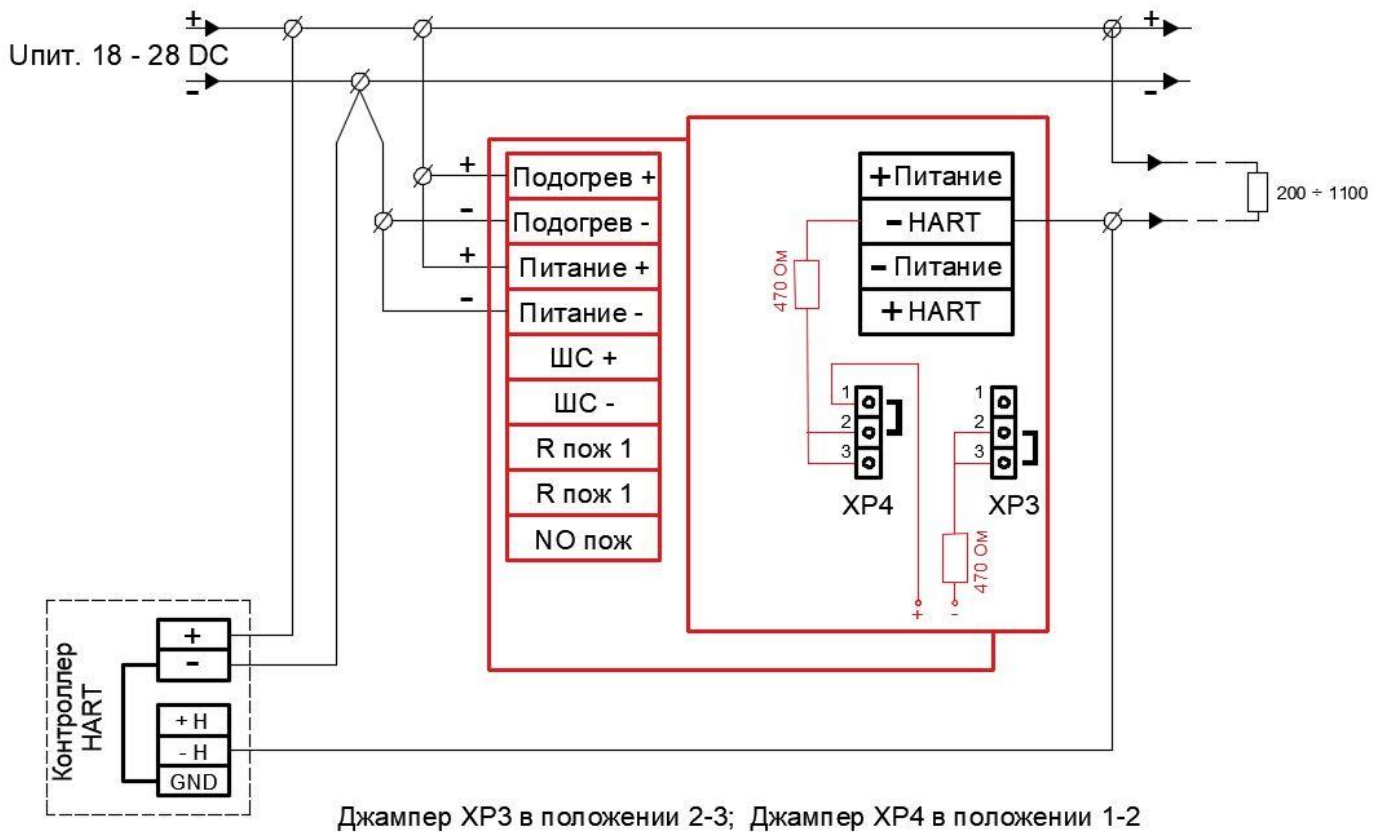 +
+
Uпит. 18 - 28 DC
-
-
+
Подогрев +
-
Подогрев -
+
Питание +
-
Питание -
ШС +
ШС -
R пож 1
R пож 1
NO пож
+ Питание
- HART
- Питание
+ HART
200 ÷ 1100
470 Ом
1
2
3
XP4
1
2
3
XP3
470 Ом
+
-
Контроллер
HART
+
-
+ H
- H
GND
Джампер XP3 в положении 2-3; Джампер XP4 в положении 1-2